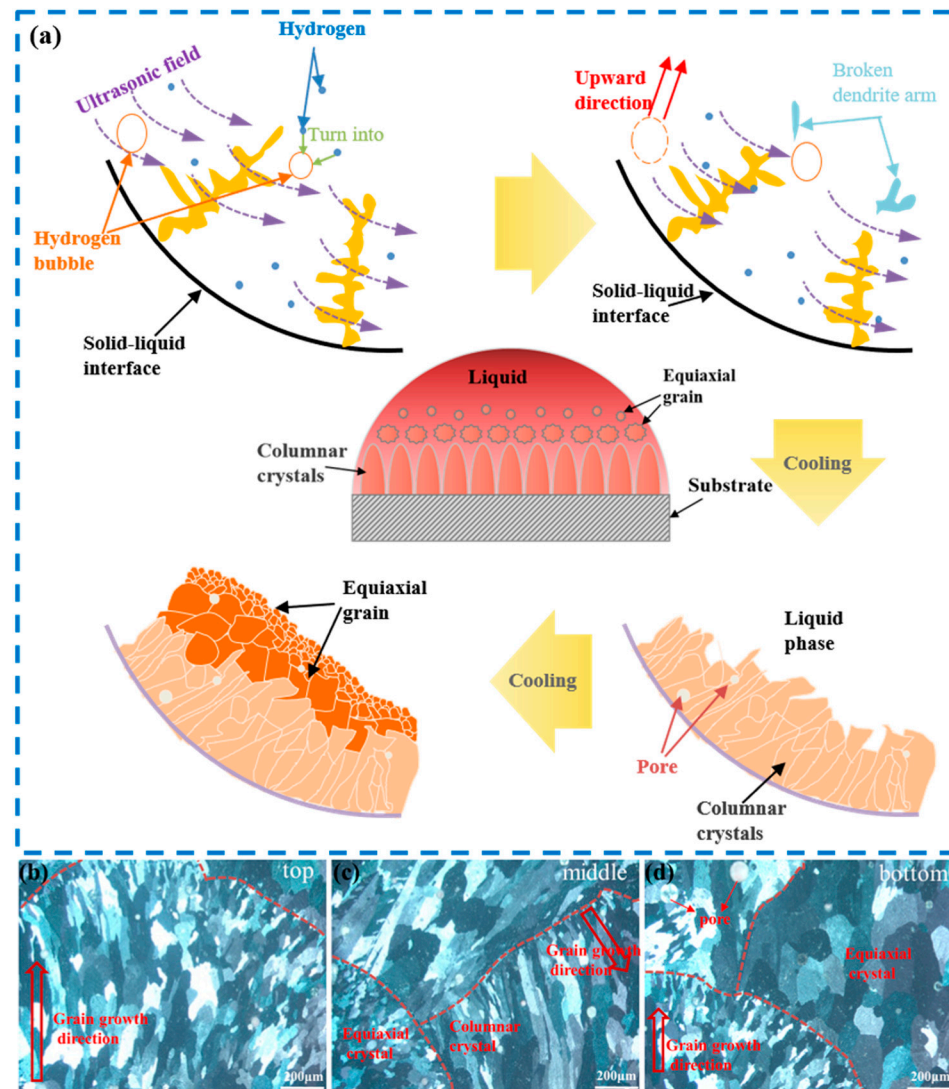 (a)
Hydrogen
Ultrasonic field
Turn into
Hydrogen
bubble
Solid-liquid
interface
Upward
direction
Broken
dendrite arm
Solid-liquid
interface
Liquid
Equiaxial
grain
Columnar
crystals
Substrate
Cooling
Equiaxial
grain
Cooling
Liquid
phase
Pore
Columnar
crystals
(b)
top
Grain growth
direction
200μm
(c)
middle
Grain growth
direction
Equiaxial
crystal
Columnar
crystal
200μm
(d)
bottom
pore
Equiaxial
crystal
Grain growth
direction
200μm